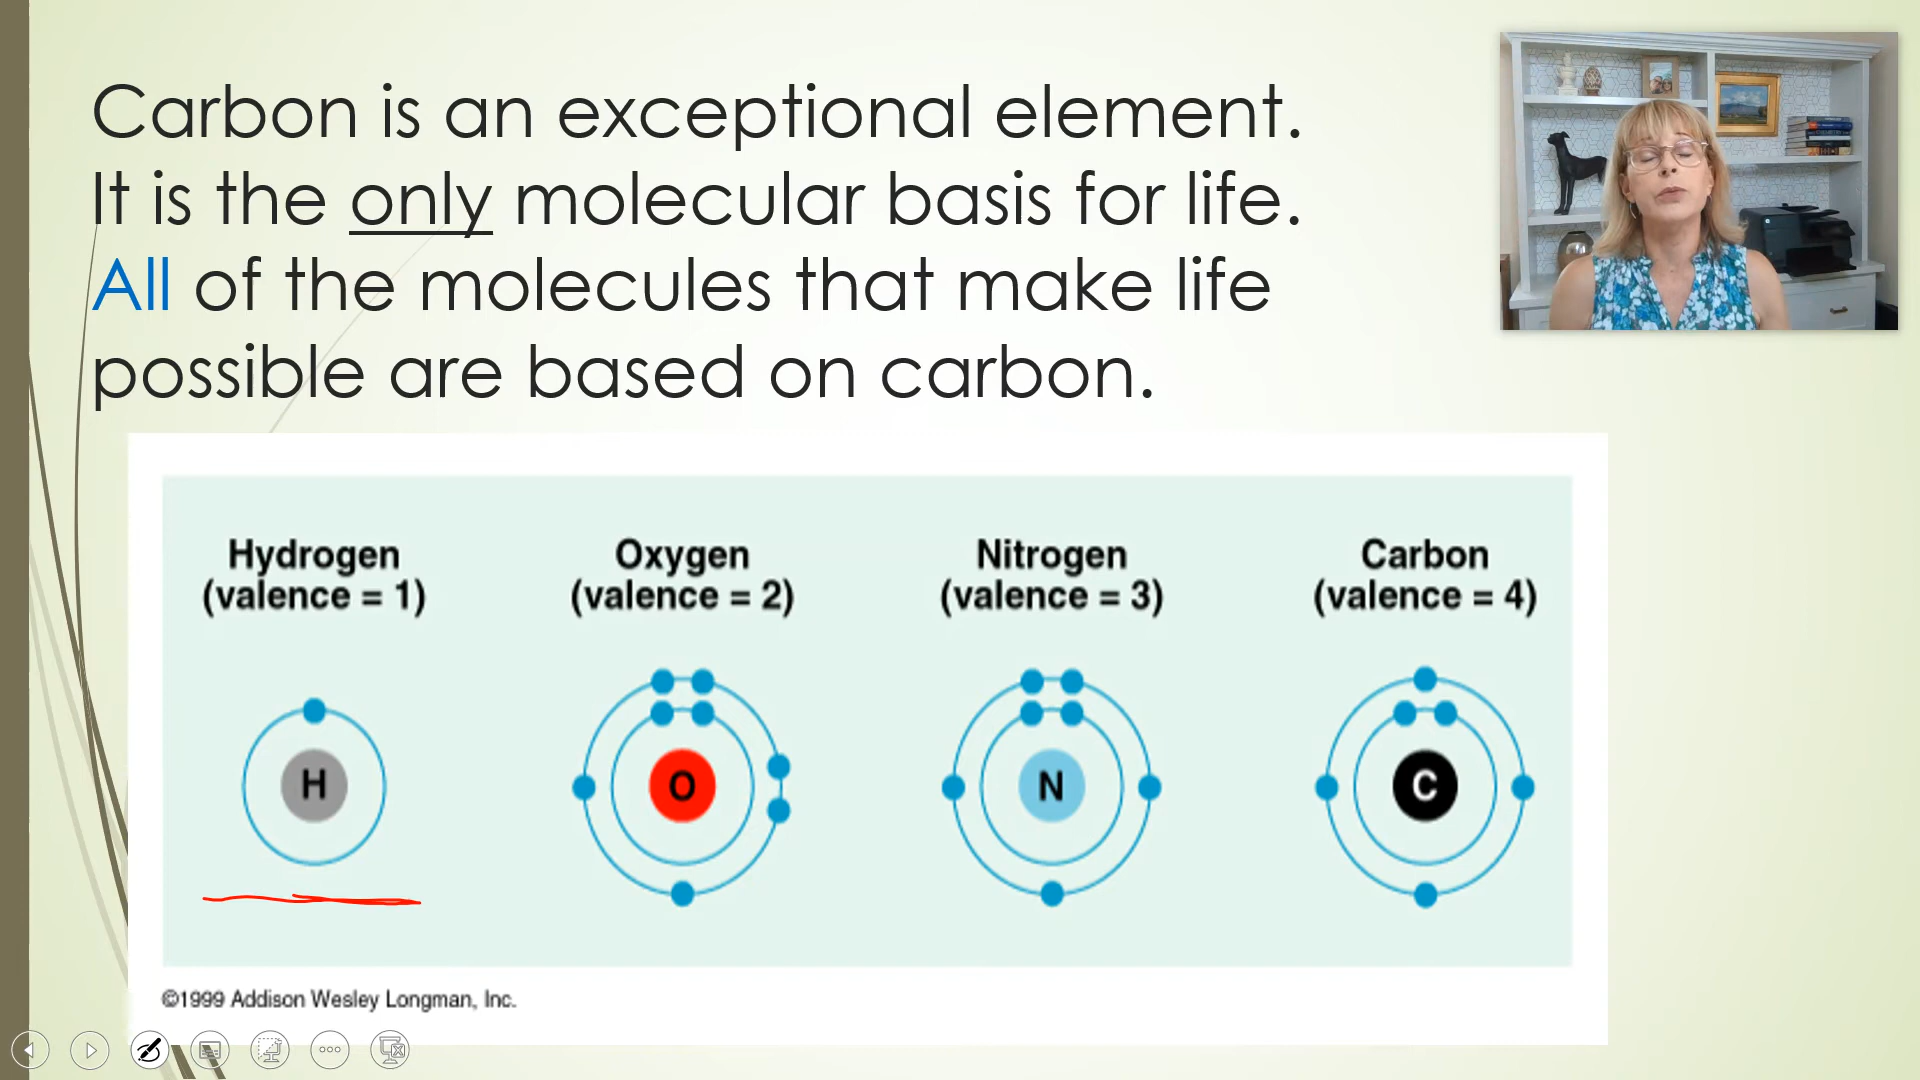 Carbon is an exceptional element.
It is the only molecular basis for life.
All of the molecules that make life
possible are based on carbon.
Hydrogen
(valence = 1)
Oxygen
(valence = 2)
Nitrogen
(valence = 3)
Carbon
(valence = 4)
H
O
N
C
©1999 Addison Wesley Longman, Inc.